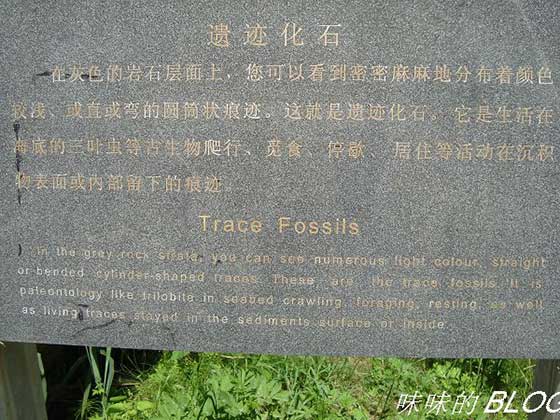 遗迹化石
在灰色的岩石层面上，您可以看到密密麻麻地分布着颜色
较浅、或直或弯的圆筒状痕迹。这就是遗迹化石。它是生活在
海底的三叶虫等古生物爬行、觅食、停歇、居住等活动在沉积
物表面或内部留下的痕迹。
Trace Fossils
In the grey rock strata, you can see numerous light colour, straight
or bended cylinder-shaped traces. These are the trace fossils. It is
paleontology like trilobite in seabed crawling, foraging, resting, as well
as living traces stayed in the sediments surface or inside.
味味的 BLOG